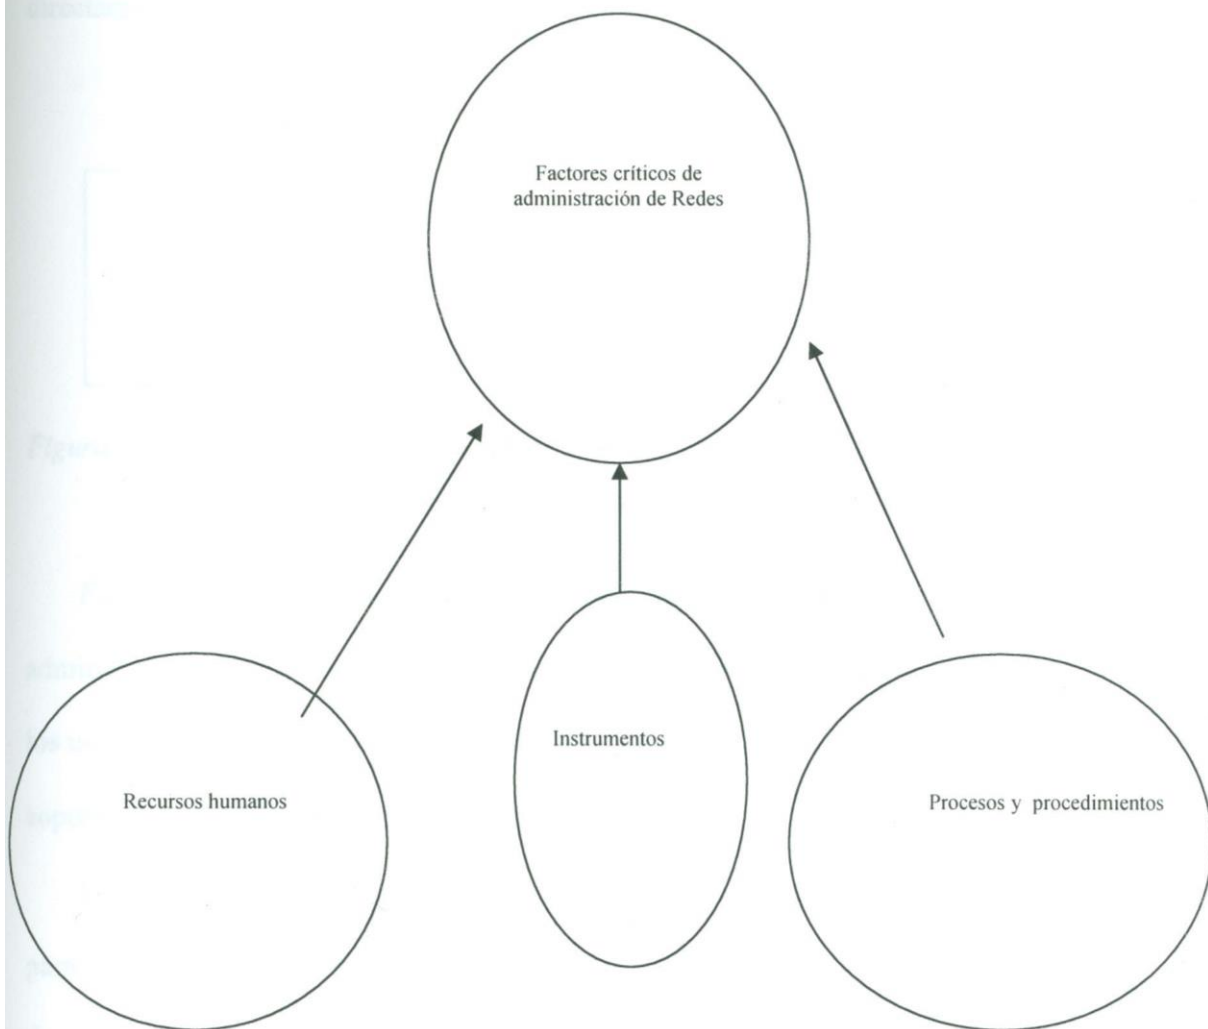 Factores críticos de
administración de Redes
Instrumentos
Recursos humanos
Procesos y procedimientos